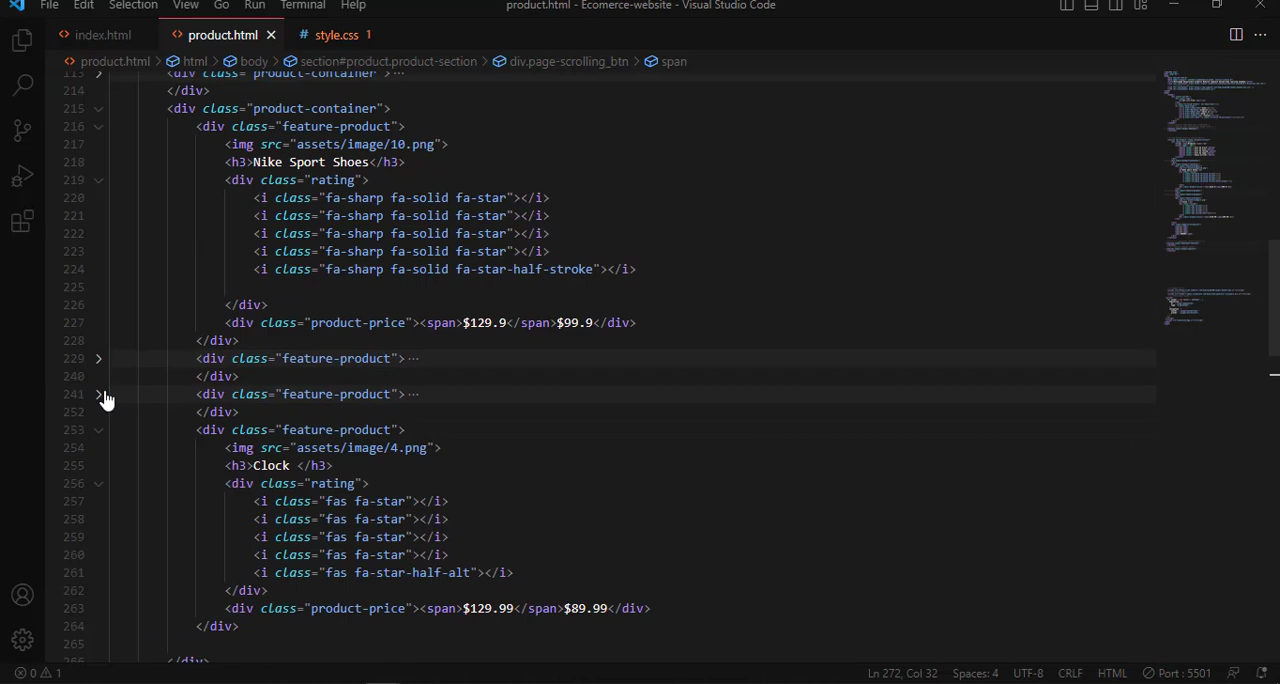 File Edit Selection View Go Run Terminal Help product.html - Ecomerce-website - Visual Studio Code
<> index.html <> product.html × # style.css 1 ···
<> product.html > html > body > section#product.product-section > div.page-scrolling_btn > span
113 > <div class="product-container"> ···
214 </div>
215 <div class="product-container">
216 <div class="feature-product">
217 <img src="assets/image/10.png">
218 <h3>Nike Sport Shoes</h3>
219 <div class="rating">
220 <i class="fa-sharp fa-solid fa-star"></i>
221 <i class="fa-sharp fa-solid fa-star"></i>
222 <i class="fa-sharp fa-solid fa-star"></i>
223 <i class="fa-sharp fa-solid fa-star"></i>
224 <i class="fa-sharp fa-solid fa-star-half-stroke"></i>
225
226 </div>
227 <div class="product-price"><span>$129.9</span>$99.9</div>
228 </div>
229 > <div class="feature-product"> ···
240 </div>
241 > <div class="feature-product"> ···
252 </div>
253 <div class="feature-product">
254 <img src="assets/image/4.png">
255 <h3>Clock </h3>
256 <div class="rating">
257 <i class="fas fa-star"></i>
258 <i class="fas fa-star"></i>
259 <i class="fas fa-star"></i>
260 <i class="fas fa-star"></i>
261 <i class="fas fa-star-half-alt"></i>
262 </div>
263 <div class="product-price"><span>$129.99</span>$89.99</div>
264 </div>
265
266 </div>
0 1 Ln 272, Col 32 Spaces: 4 UTF-8 CRLF HTML Port : 5501